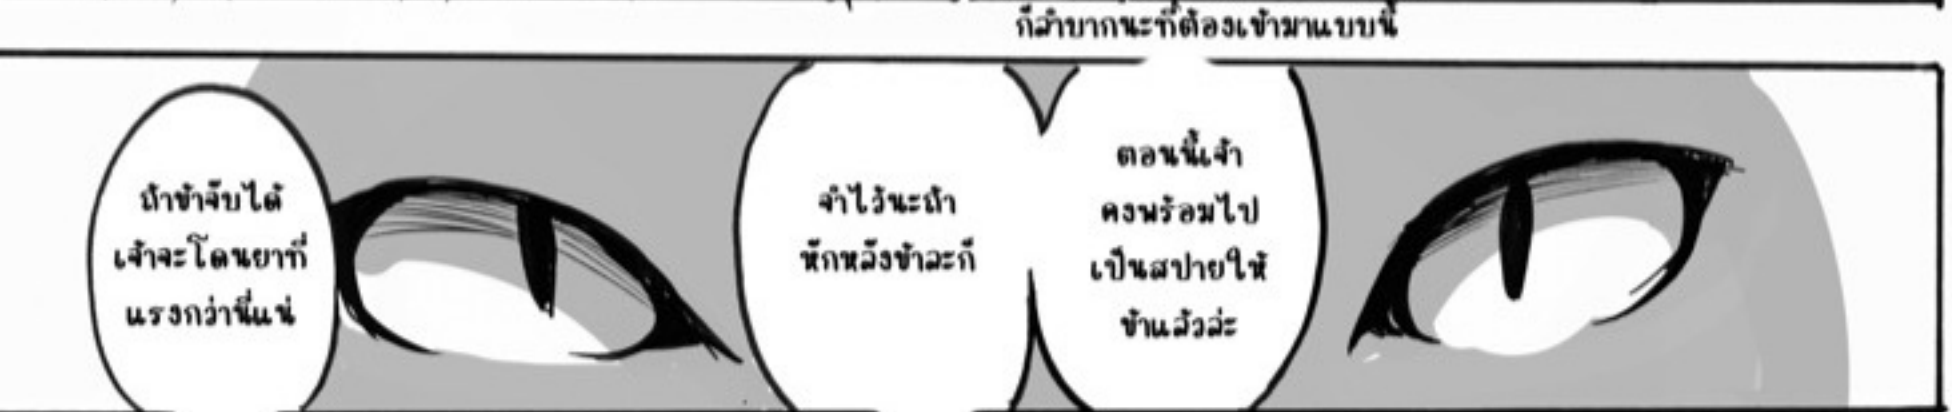 ก็ลำบากนะที่ต้องเข้ามาแบบนี้
ตอนนี้เจ้า
คงพร้อมไป
เป็นสปายให้
ข้าแล้วล่ะ
จำไว้นะถ้า
หักหลังข้าละก็
ถ้าข้าจับได้
เจ้าจะโดนยาที่
แรงกว่านี่แน่